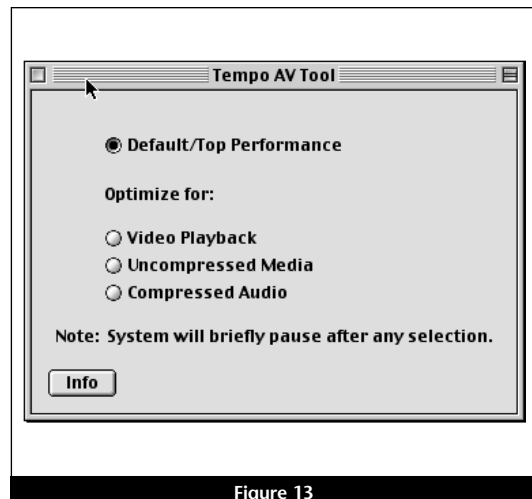 Tempo AV Tool
Default/Top Performance
Optimize for:
Video Playback
Uncompressed Media
Compressed Audio
Note: System will briefly pause after any selection.
Info
Figure 13